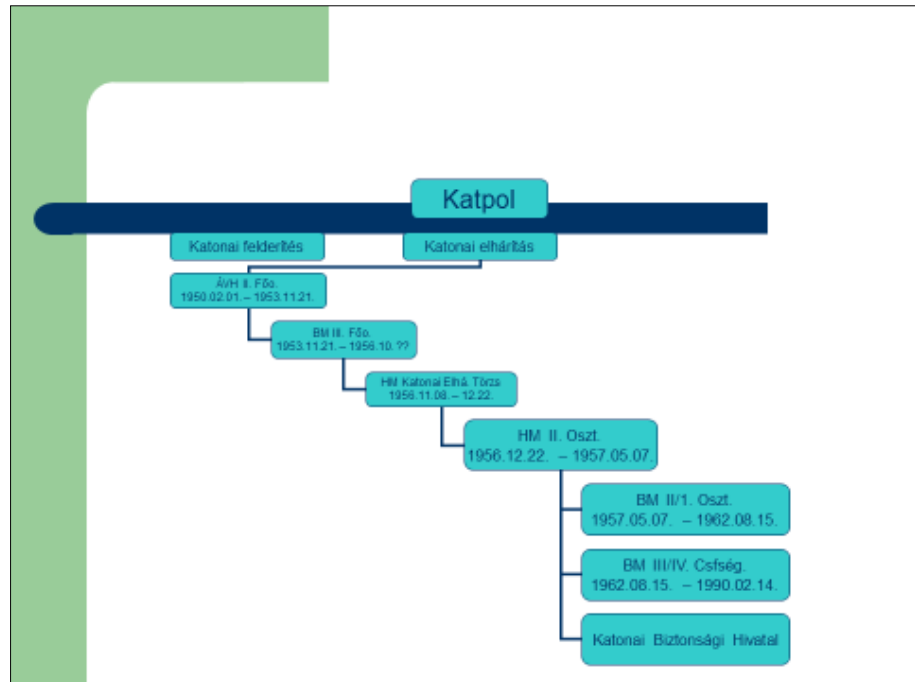 Katpol
Katonai felderítés
Katonai elhárítás
ÁVH II. Főo.
1950.02.01. – 1953.11.21.
BM III. Főo.
1953.11.21. – 1956.10. ??
HM Katonai Elhá. Törzs
1956.11.08. – 12.22.
HM II. Oszt.
1956.12.22. – 1957.05.07.
BM II/1. Oszt.
1957.05.07. – 1962.08.15.
BM III/IV. Csfség.
1962.08.15. – 1990.02.14.
Katonai Biztonsági Hivatal